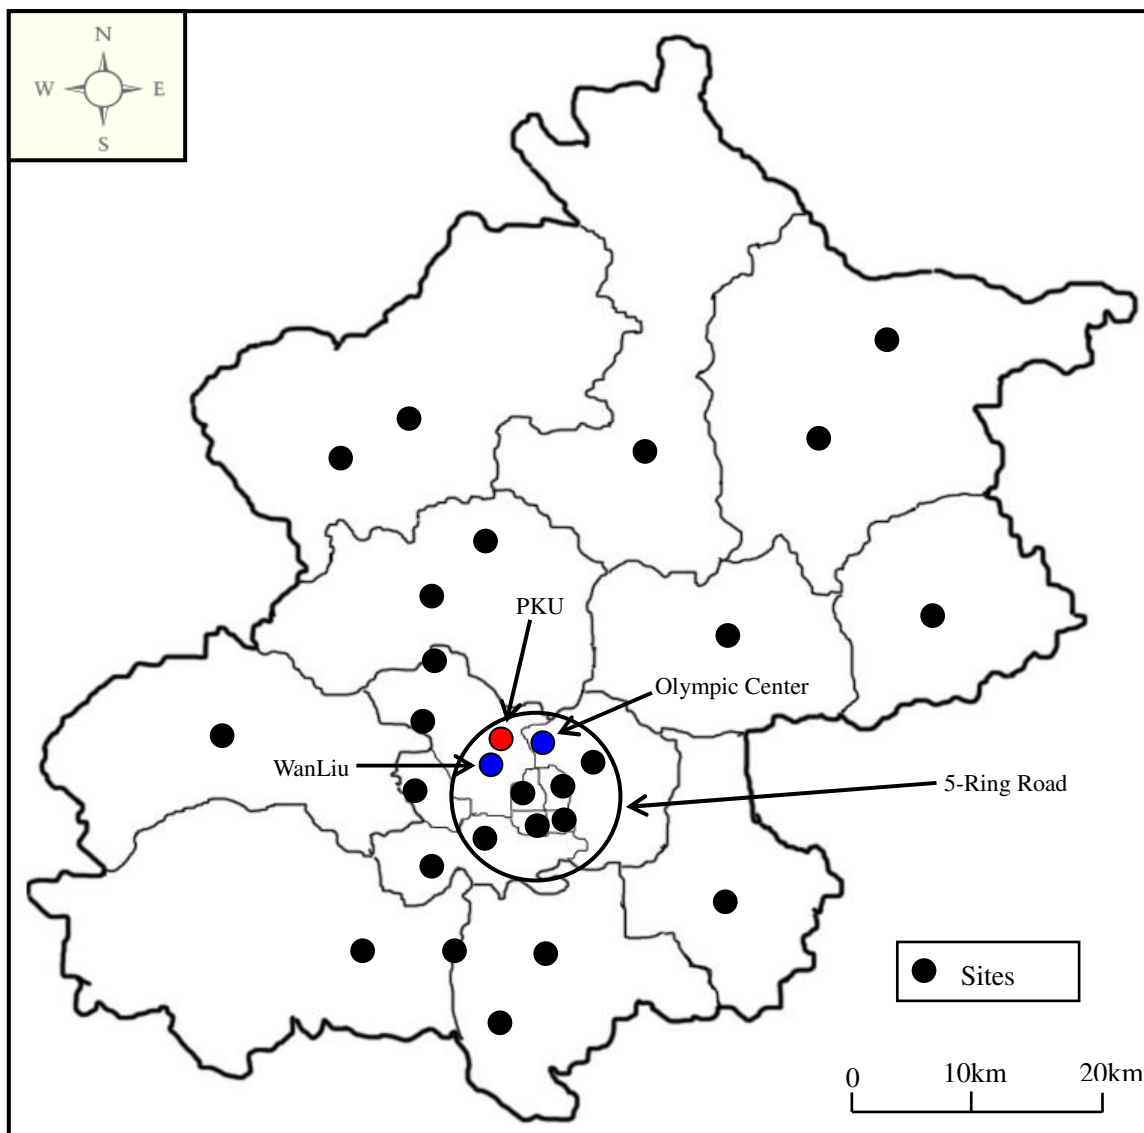 N
W E
S
PKU
Olympic Center
WanLiu
5-Ring Road
Sites
0 10km 20km